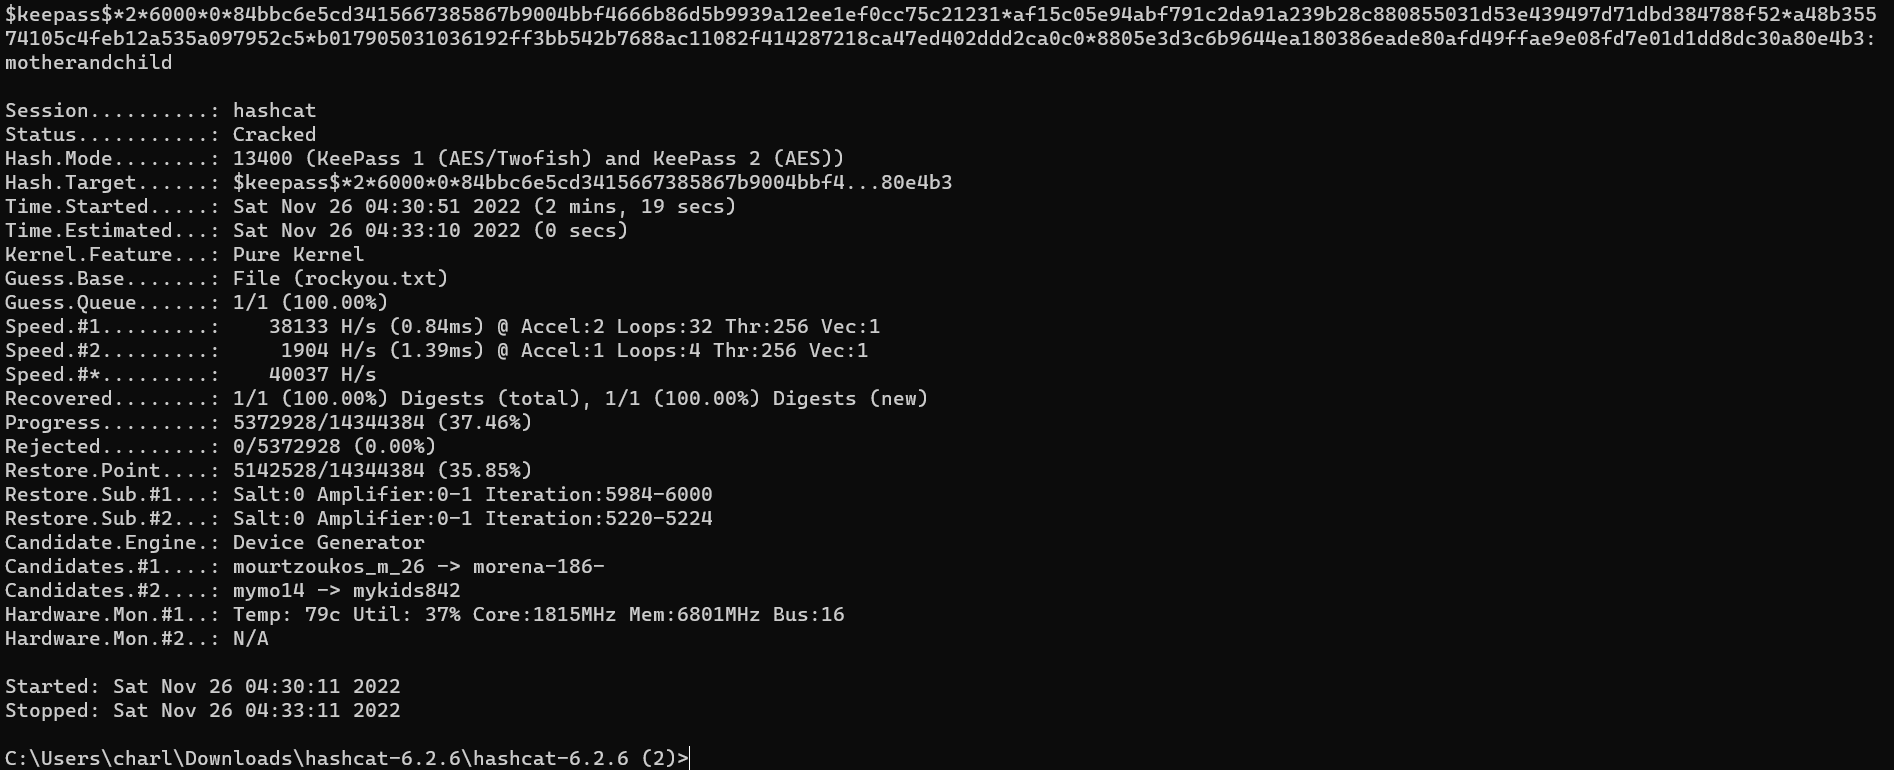 $keepass$*2*6000*0*84bbc6e5cd3415667385867b9004bbf4666b86d5b9939a12ee1ef0cc75c21231*af15c05e94abf791c2da91a239b28c880855031d53e439497d71dbd384788f52*a48b355
74105c4feb12a535a097952c5*b017905031036192ff3bb542b7688ac11082f414287218ca47ed402ddd2ca0c0*8805e3d3c6b9644ea180386eade80afd49ffae9e08fd7e01d1dd8dc30a80e4b3:
motherandchild
Session..........: hashcat
Status...........: Cracked
Hash.Mode........: 13400 (KeePass 1 (AES/Twofish) and KeePass 2 (AES))
Hash.Target......: $keepass$*2*6000*0*84bbc6e5cd3415667385867b9004bbf4...80e4b3
Time.Started.....: Sat Nov 26 04:30:51 2022 (2 mins, 19 secs)
Time.Estimated...: Sat Nov 26 04:33:10 2022 (0 secs)
Kernel.Feature...: Pure Kernel
Guess.Base.......: File (rockyou.txt)
Guess.Queue......: 1/1 (100.00%)
Speed.#1.........:    38133 H/s (0.84ms) @ Accel:2 Loops:32 Thr:256 Vec:1
Speed.#2.........:     1904 H/s (1.39ms) @ Accel:1 Loops:4 Thr:256 Vec:1
Speed.#*.........:    40037 H/s
Recovered........: 1/1 (100.00%) Digests (total), 1/1 (100.00%) Digests (new)
Progress.........: 5372928/14344384 (37.46%)
Rejected.........: 0/5372928 (0.00%)
Restore.Point....: 5142528/14344384 (35.85%)
Restore.Sub.#1...: Salt:0 Amplifier:0-1 Iteration:5984-6000
Restore.Sub.#2...: Salt:0 Amplifier:0-1 Iteration:5220-5224
Candidate.Engine.: Device Generator
Candidates.#1....: mourtzoukos_m_26 -> morena-186-
Candidates.#2....: mymo14 -> mykids842
Hardware.Mon.#1..: Temp: 79c Util: 37% Core:1815MHz Mem:6801MHz Bus:16
Hardware.Mon.#2..: N/A
Started: Sat Nov 26 04:30:11 2022
Stopped: Sat Nov 26 04:33:11 2022
C:\Users\charl\Downloads\hashcat-6.2.6\hashcat-6.2.6 (2)>